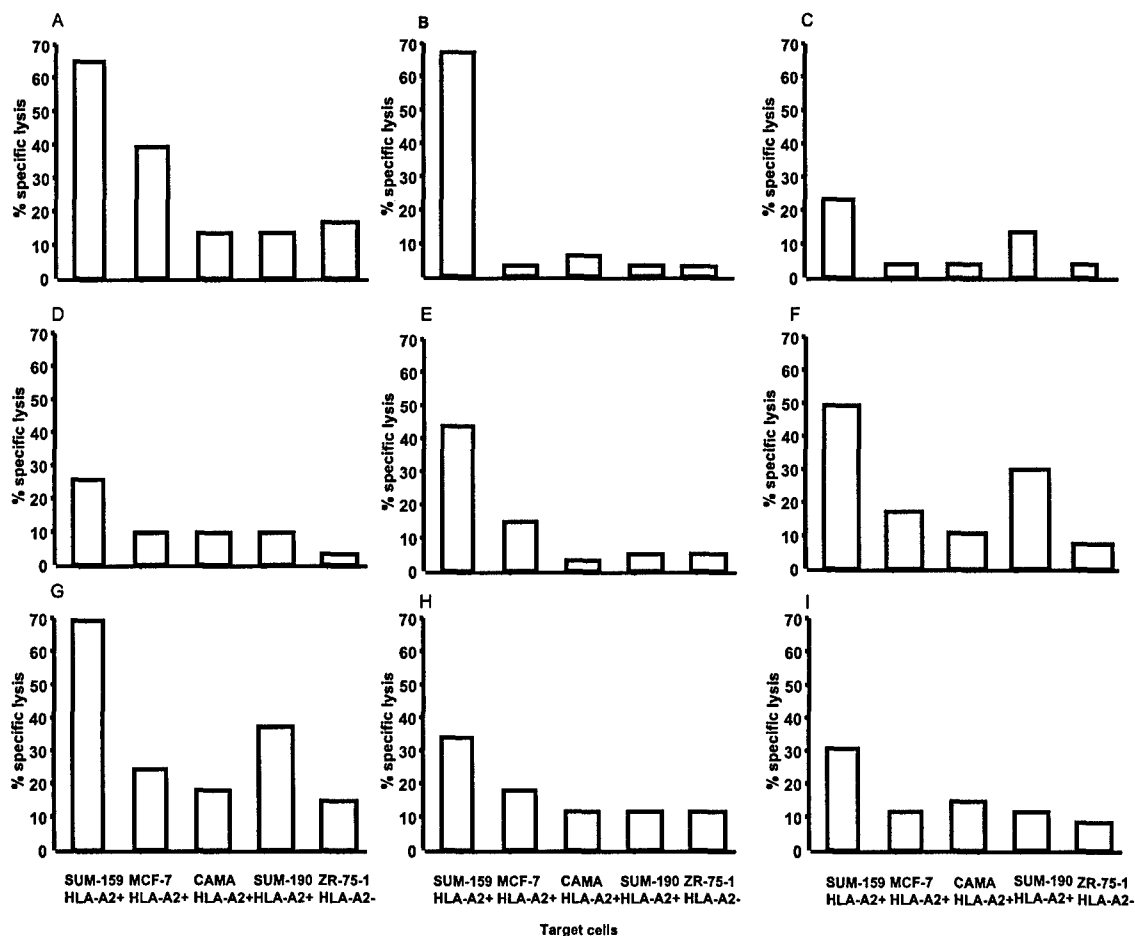 A
B
C
% specific lysis
70
60
50
40
30
20
10
0
% specific lysis
70
60
50
40
30
20
10
0
% specific lysis
70
60
50
40
30
20
10
0
D
E
F
% specific lysis
70
60
50
40
30
20
10
0
% specific lysis
70
60
50
40
30
20
10
0
% specific lysis
70
60
50
40
30
20
10
0
G
H
I
% specific lysis
70
60
50
40
30
20
10
0
% specific lysis
70
60
50
40
30
20
10
0
% specific lysis
70
60
50
40
30
20
10
0
SUM-159 MCF-7 CAMA SUM-190 ZR-75-1
HLA-A2+ HLA-A2+ HLA-A2+ HLA-A2+ HLA-A2-
SUM-159 MCF-7 CAMA SUM-190 ZR-75-1
HLA-A2+ HLA-A2+ HLA-A2+ HLA-A2+ HLA-A2-
SUM-159 MCF-7 CAMA SUM-190 ZR-75-1
HLA-A2+ HLA-A2+ HLA-A2+ HLA-A2+ HLA-A2-
Target cells